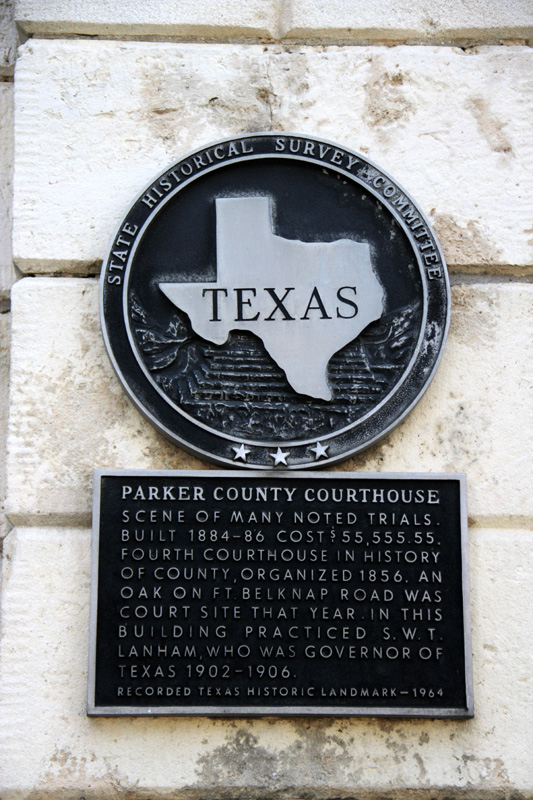 STATE HISTORICAL SURVEY COMMITTEE
TEXAS
PARKER COUNTY COURTHOUSE
SCENE OF MANY NOTED TRIALS.
BUILT 1884-86 COST $55,555.55.
FOURTH COURTHOUSE IN HISTORY
OF COUNTY, ORGANIZED 1856. AN
OAK ON FT. BELKNAP ROAD WAS
COURT SITE THAT YEAR. IN THIS
BUILDING PRACTICED S.W.T.
LANHAM, WHO WAS GOVERNOR OF
TEXAS 1902-1906.
RECORDED TEXAS HISTORIC LANDMARK-1964